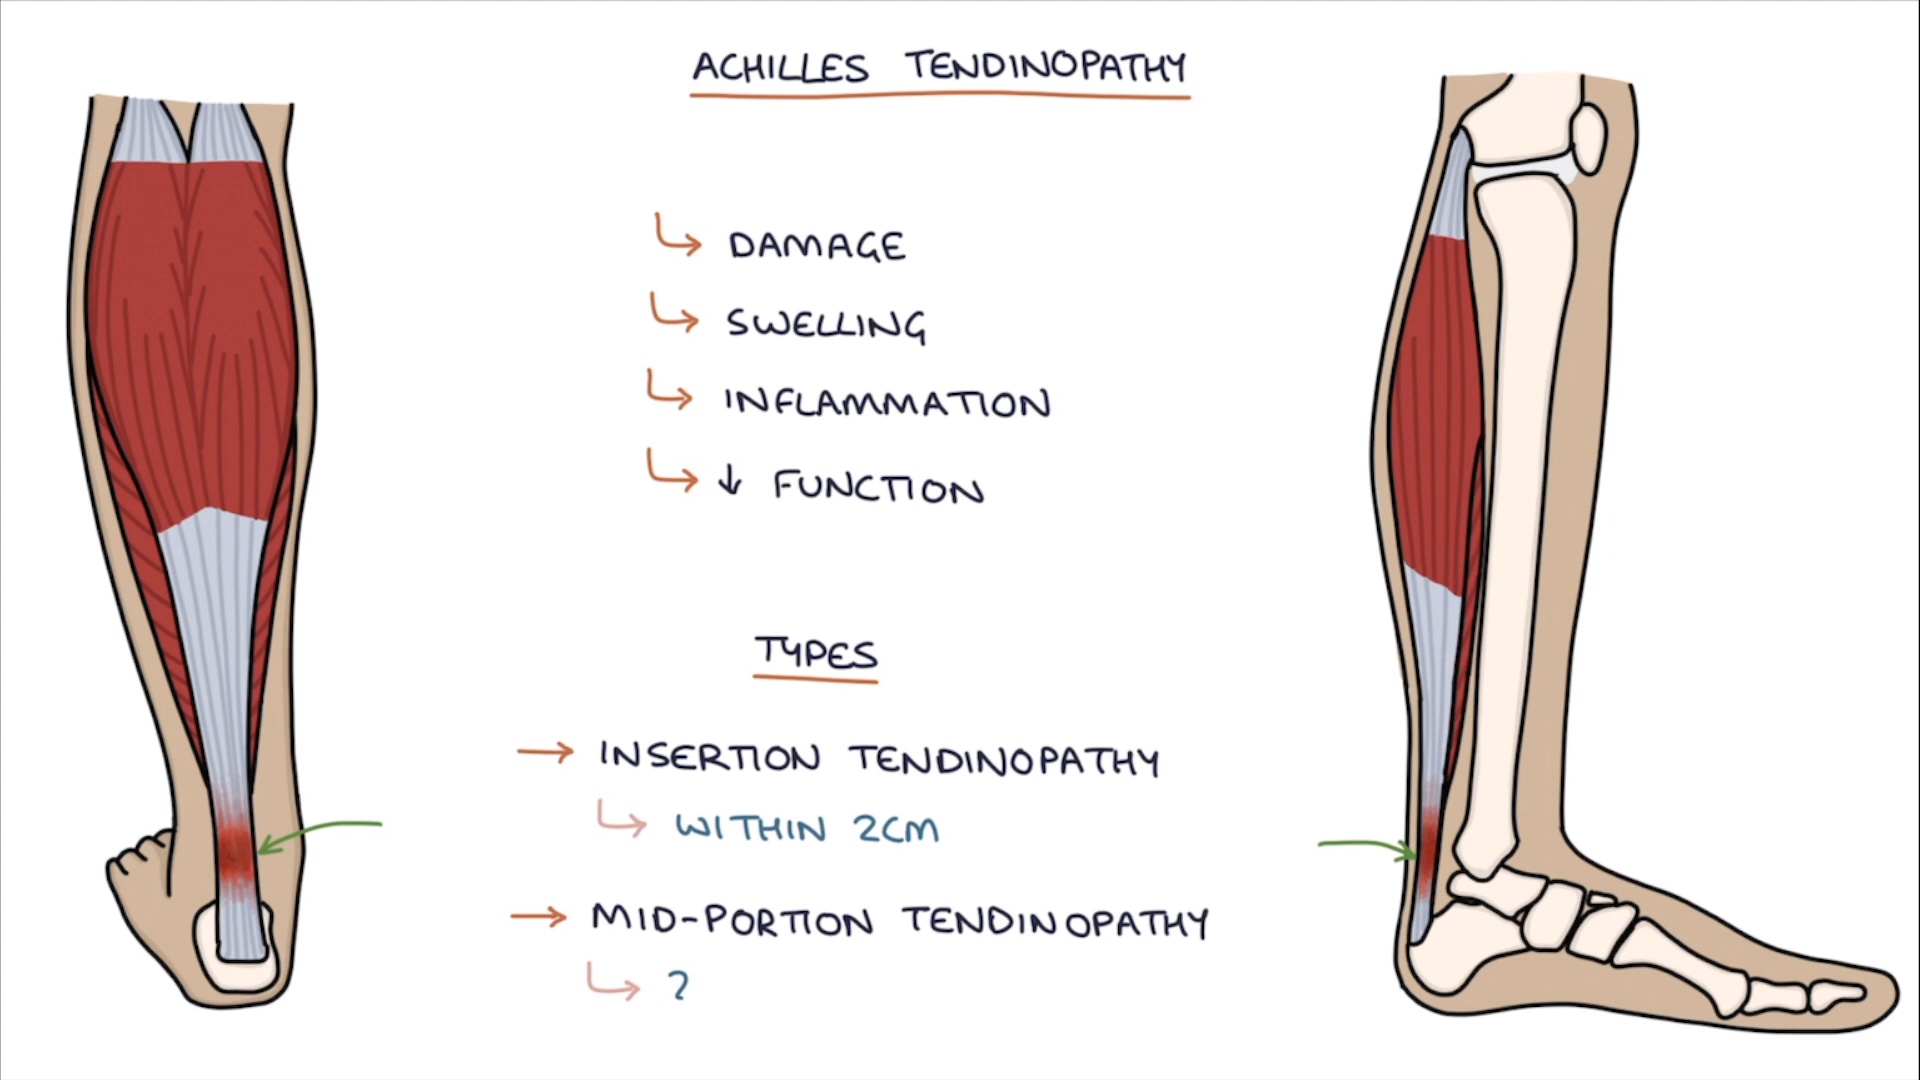 ACHILLES TENDINOPATHY
DAMAGE
SWELLING
INFLAMMATION
↓ FUNCTION
TYPES
→ INSERTION TENDINOPATHY
WITHIN 2CM
→ MID-PORTION TENDINOPATHY
?